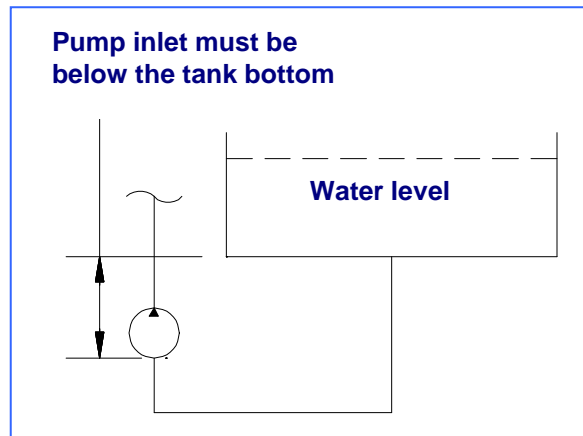 Pump inlet must be
below the tank bottom
Water level